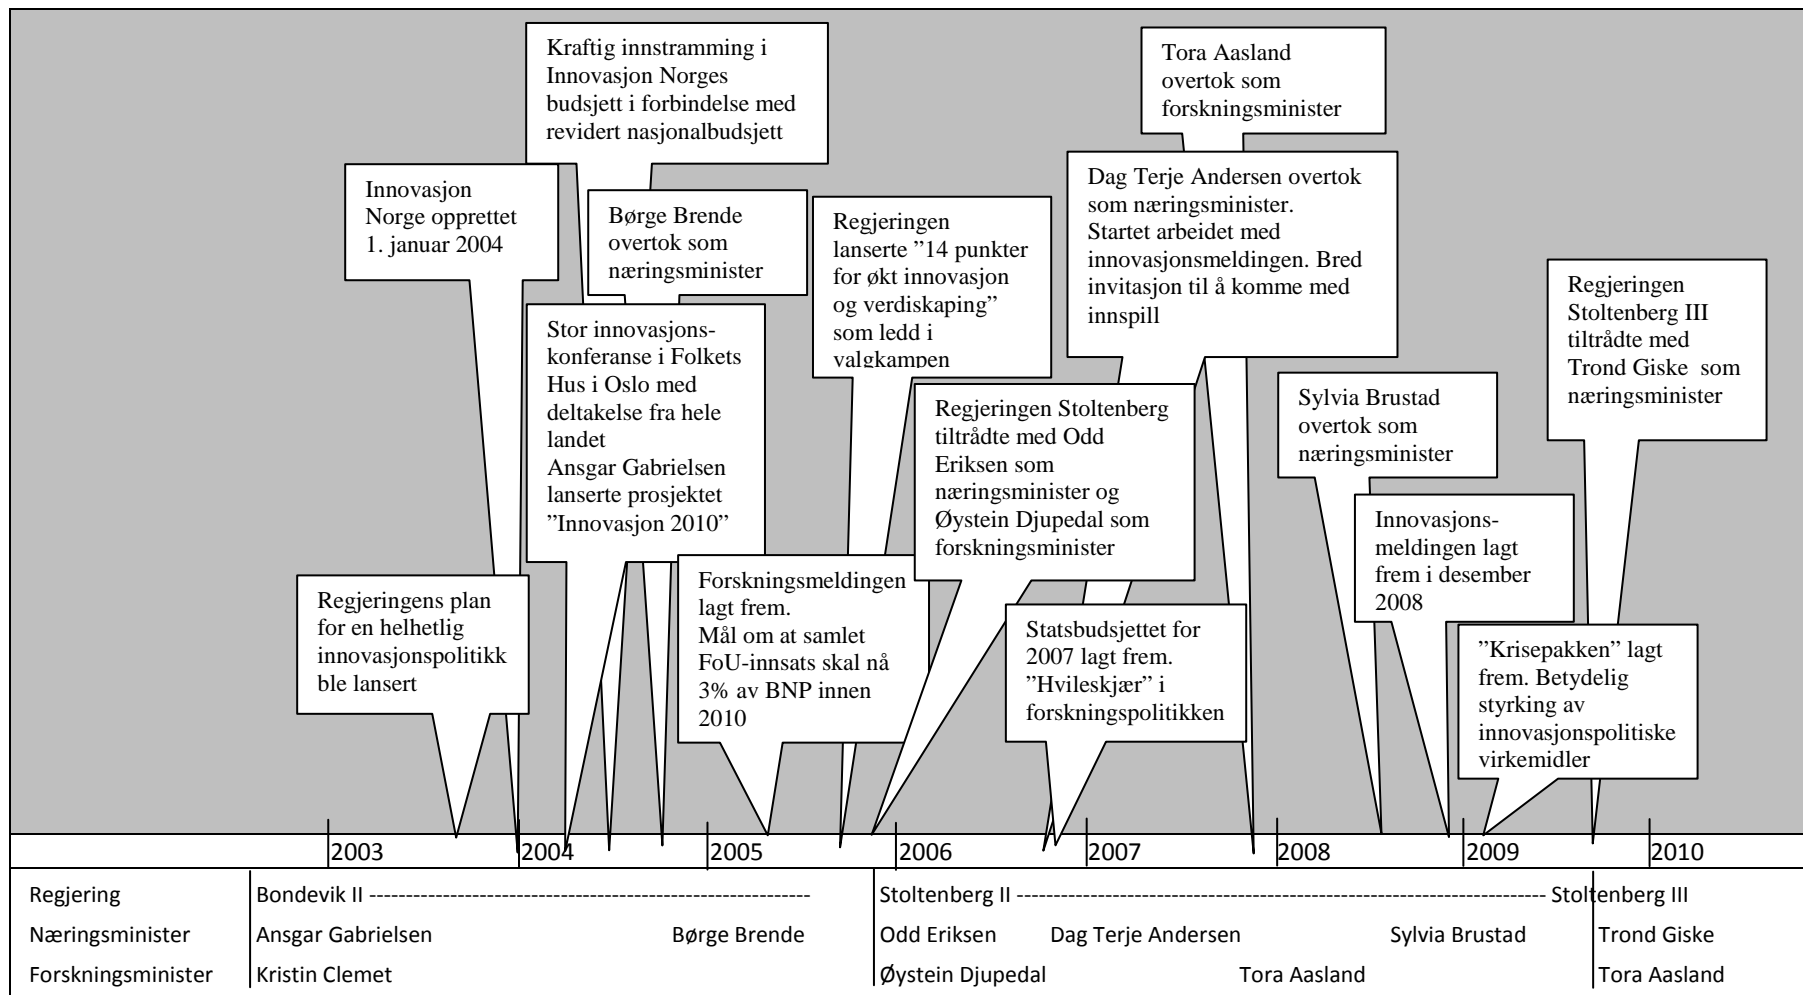 Kraftig innstramming i
Innovasjon Norges
budsjett i forbindelse med
revidert nasjonalbudsjett
Tora Aasland
overtok som
forskningsminister
Innovasjon
Norge opprettet
1. januar 2004
Børge Brende
overtok som
næringsminister
Regjeringen
lanserte ”14 punkter
for økt innovasjon
og verdiskaping”
som ledd i
valgkampen
Dag Terje Andersen overtok
som næringsminister.
Startet arbeidet med
innovasjonsmeldingen. Bred
invitasjon til å komme med
innspill
Regjeringen
Stoltenberg III
tiltrådte med
Trond Giske som
næringsminister
Stor innovasjons-
konferanse i Folkets
Hus i Oslo med
deltakelse fra hele
landet
Ansgar Gabrielsen
lanserte prosjektet
”Innovasjon 2010”
Regjeringen Stoltenberg
tiltrådte med Odd
Eriksen som
næringsminister og
Øystein Djupedal som
forskningsminister
Sylvia Brustad
overtok som
næringsminister
Innovasjons-
meldingen lagt
frem i desember
2008
Regjeringens plan
for en helhetlig
innovasjonspolitikk
ble lansert
Forskningsmeldingen
lagt frem.
Mål om at samlet
FoU-innsats skal nå
3% av BNP innen
2010
Statsbudsjettet for
2007 lagt frem.
”Hvileskjær” i
forskningspolitikken
”Krisepakken” lagt
frem. Betydelig
styrking av
innovasjonspolitiske
virkemidler
2003 2004 2005 2006 2007 2008 2009 2010
Regjering Bondevik II ------------------------------------------------------------ Stoltenberg II ------------------------------------------------------------------------ Stoltenberg III
Næringsminister Ansgar Gabrielsen Børge Brende Odd Eriksen Dag Terje Andersen Sylvia Brustad Trond Giske
Forskningsminister Kristin Clemet Øystein Djupedal Tora Aasland Tora Aasland